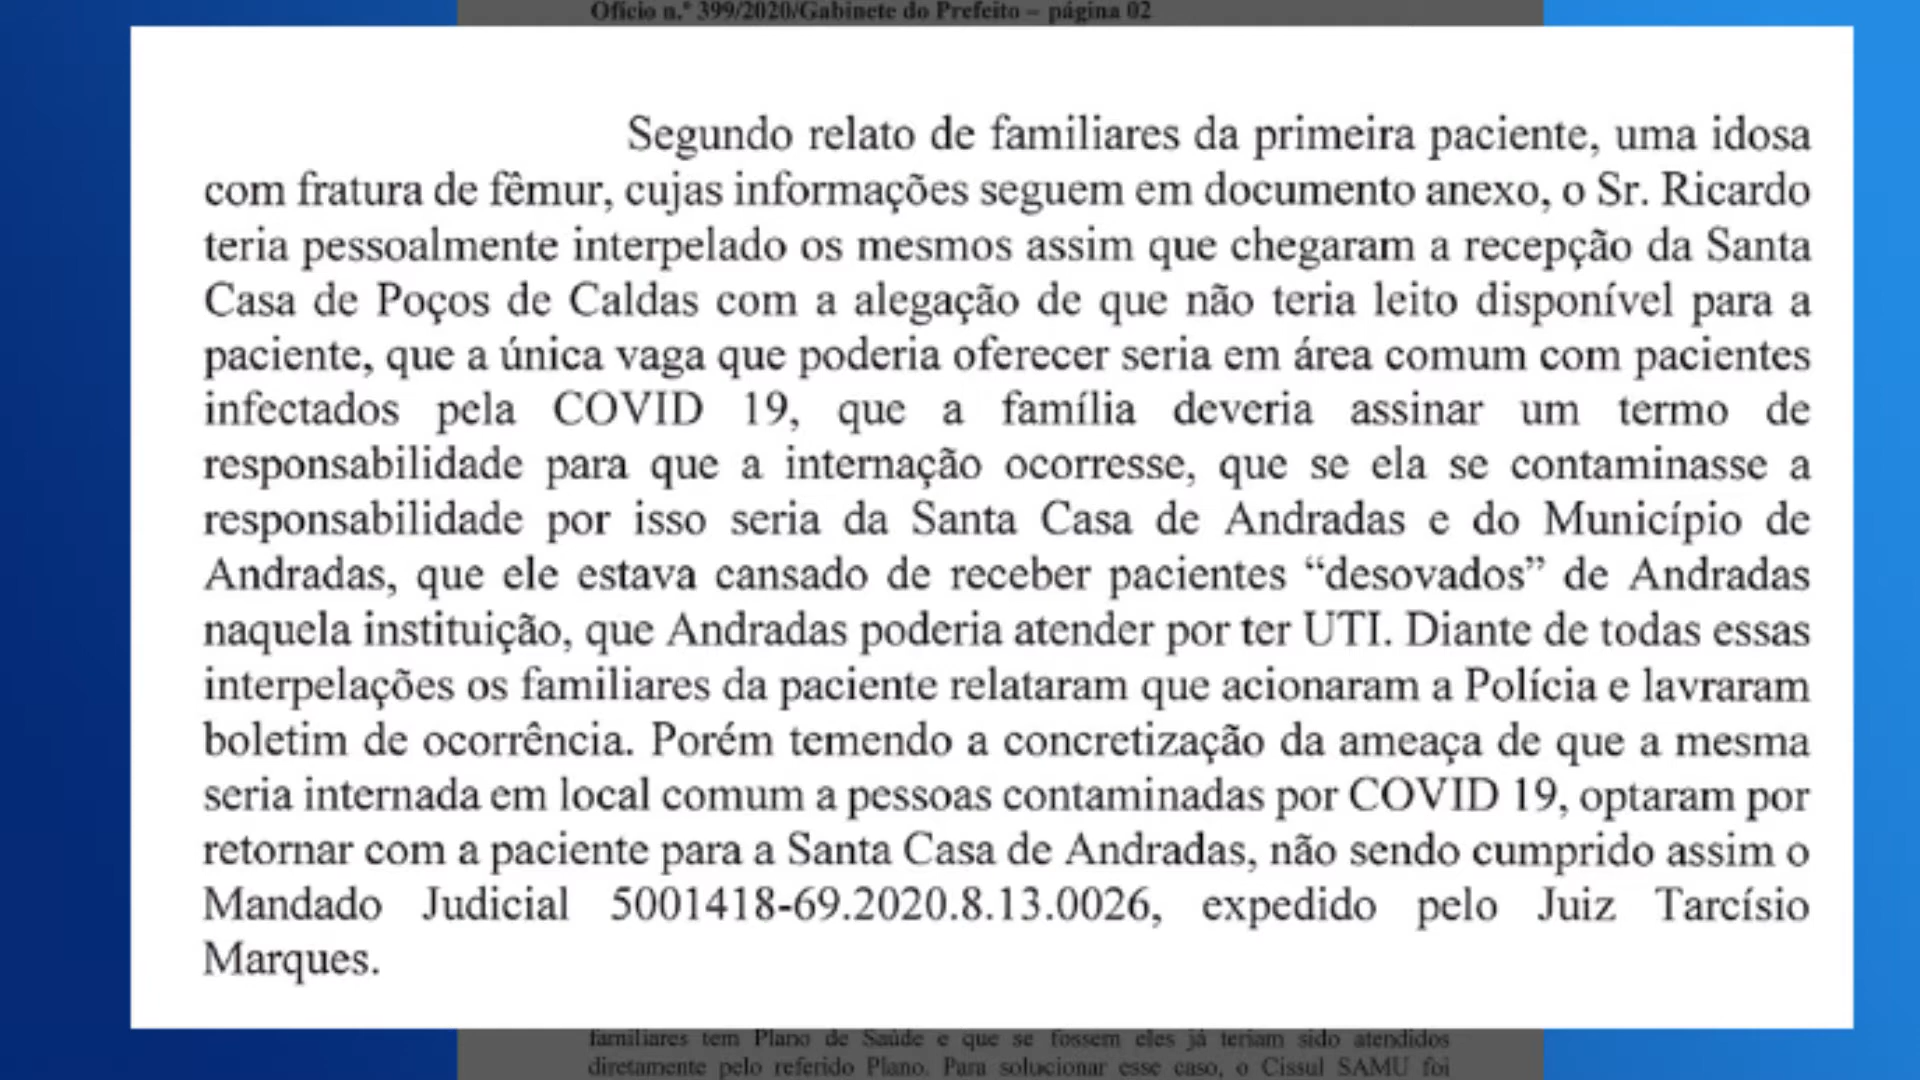 Ofício n.º 399/2020/Gabinete do Prefeito – página 02
Segundo relato de familiares da primeira paciente, uma idosa
com fratura de fêmur, cujas informações seguem em documento anexo, o Sr. Ricardo
teria pessoalmente interpelado os mesmos assim que chegaram a recepção da Santa
Casa de Poços de Caldas com a alegação de que não teria leito disponível para a
paciente, que a única vaga que poderia oferecer seria em área comum com pacientes
infectados pela COVID 19, que a família deveria assinar um termo de
responsabilidade para que a internação ocorresse, que se ela se contaminasse a
responsabilidade por isso seria da Santa Casa de Andradas e do Município de
Andradas, que ele estava cansado de receber pacientes “desovados” de Andradas
naquela instituição, que Andradas poderia atender por ter UTI. Diante de todas essas
interpelações os familiares da paciente relataram que acionaram a Polícia e lavraram
boletim de ocorrência. Porém temendo a concretização da ameaça de que a mesma
seria internada em local comum a pessoas contaminadas por COVID 19, optaram por
retornar com a paciente para a Santa Casa de Andradas, não sendo cumprido assim o
Mandado Judicial 5001418-69.2020.8.13.0026, expedido pelo Juiz Tarcísio
Marques.
familiares tem Plano de Saúde e que se fossem eles já teriam sido atendidos
diretamente pelo referido Plano. Para solucionar esse caso, o Cissul SAMU foi